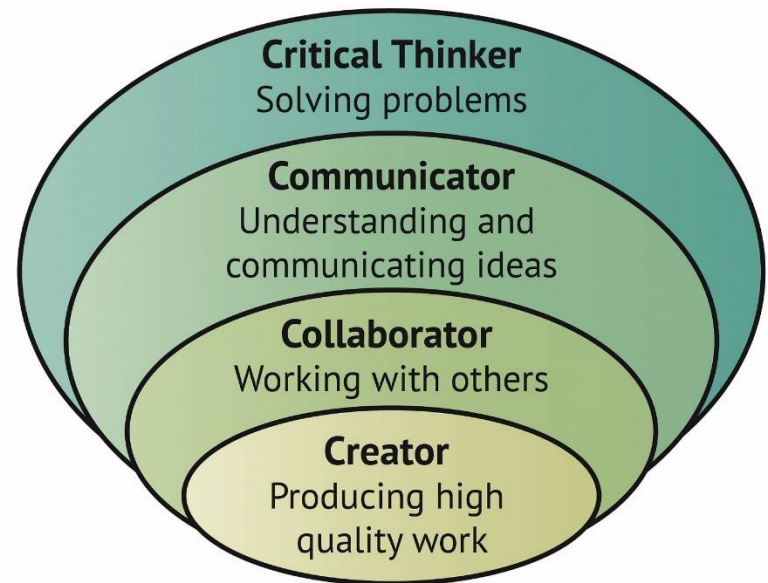 Critical Thinker
Solving problems
Communicator
Understanding and
communicating ideas
Collaborator
Working with others
Creator
Producing high
quality work